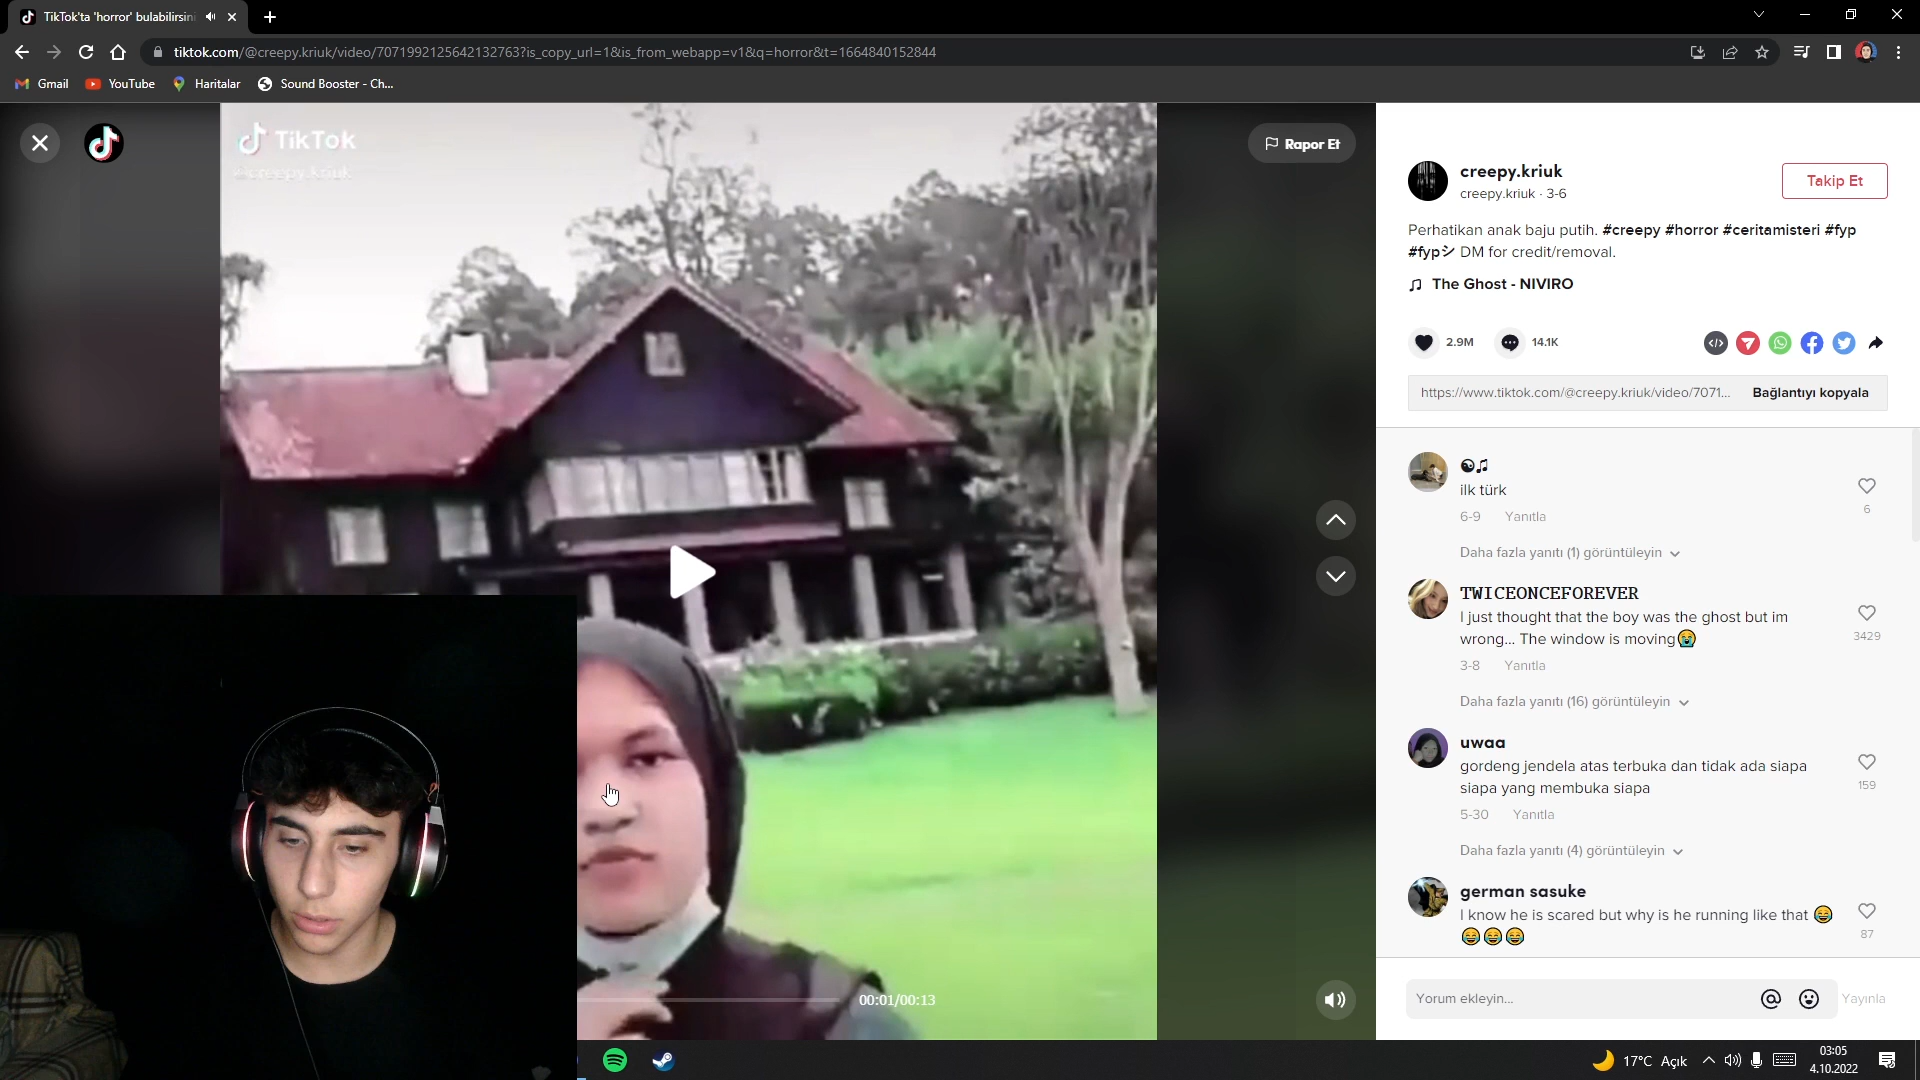 TikTok'ta 'horror' bulabilirsin
tiktok.com/@creepy.kriuk/video/7071992125642132763?is_copy_url=1&is_from_webapp=v1&q=horror&t=1664840152844
Gmail
YouTube
Haritalar
Sound Booster - Ch...
TikTok
@creepy.kriuk
Rapor Et
creepy.kriuk
creepy.kriuk · 3-6
Takip Et
Perhatikan anak baju putih. #creepy #horror #ceritamisteri #fyp
#fypシ DM for credit/removal.
The Ghost - NIVIRO
2.9M
14.1K
https://www.tiktok.com/@creepy.kriuk/video/7071...
Bağlantıyı kopyala
☯♫
ilk türk
6-9 Yanıtla
6
Daha fazla yanıtı (1) görüntüleyin
TWICEONCEFOREVER
I just thought that the boy was the ghost but im
wrong... The window is moving😭
3-8 Yanıtla
3429
Daha fazla yanıtı (16) görüntüleyin
uwaa
gordeng jendela atas terbuka dan tidak ada siapa
siapa yang membuka siapa
5-30 Yanıtla
159
Daha fazla yanıtı (4) görüntüleyin
german sasuke
I know he is scared but why is he running like that 😂
😂😂😂
87
00:01/00:13
Yorum ekleyin...
Yayınla
17°C Açık
03:05
4.10.2022